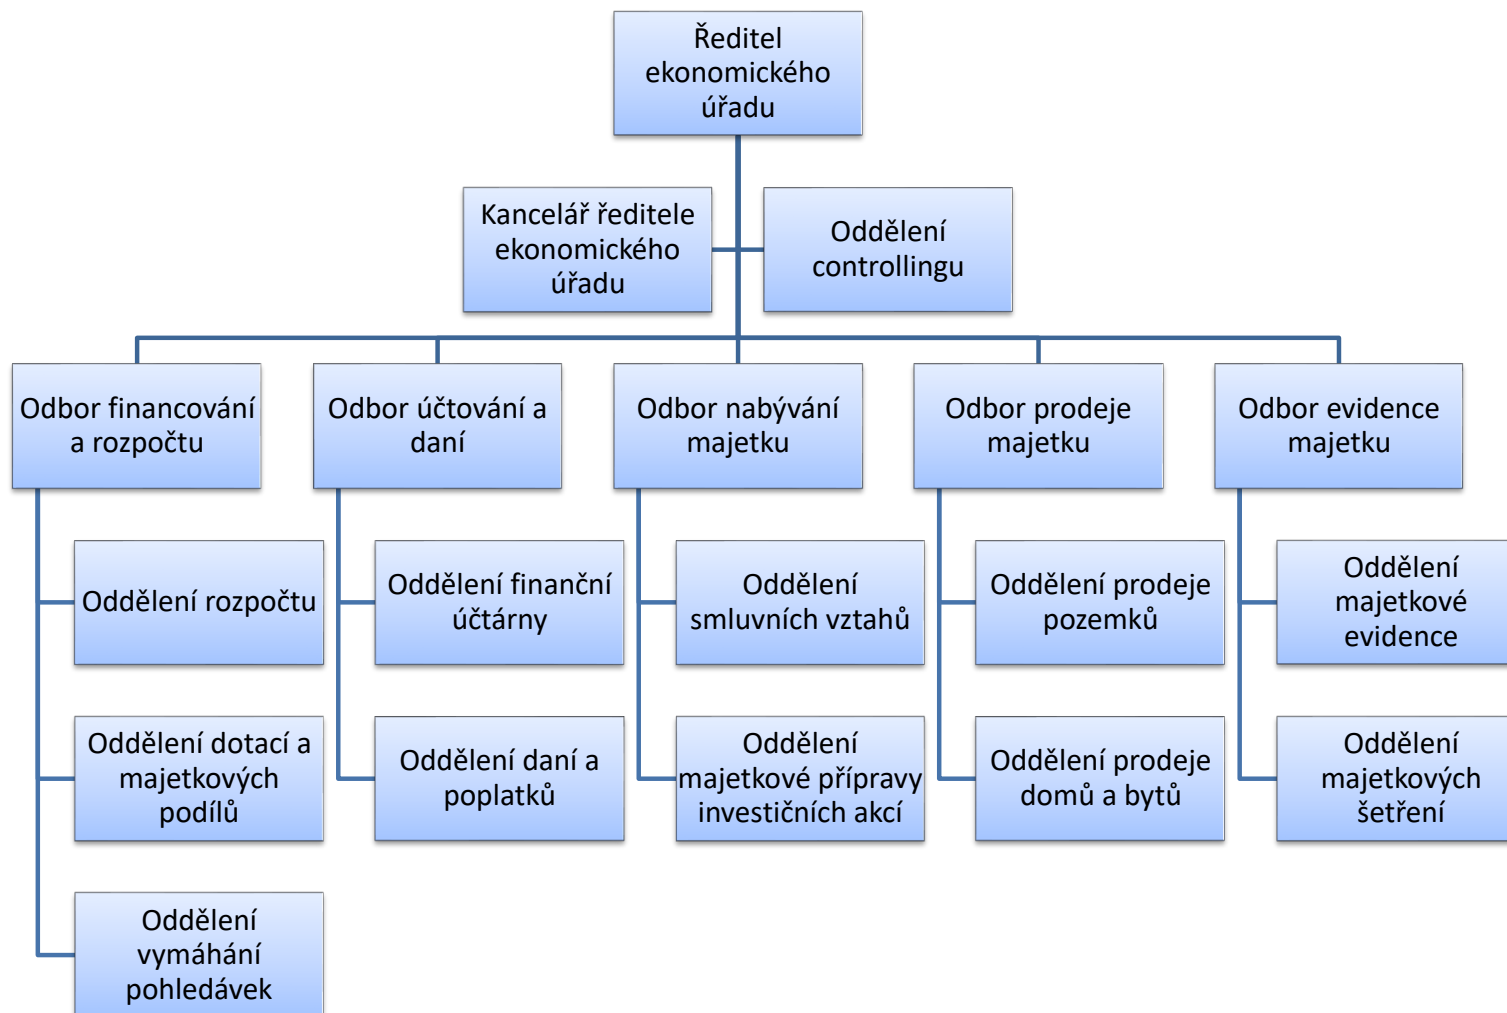 Ředitel
ekonomického
úřadu
Kancelář ředitele
ekonomického
úřadu
Oddělení
controllingu
Odbor financování
a rozpočtu
Odbor účtování a
daní
Odbor nabývání
majetku
Odbor prodeje
majetku
Odbor evidence
majetku
Oddělení rozpočtu
Oddělení finanční
účtárny
Oddělení
smluvních vztahů
Oddělení prodeje
pozemků
Oddělení
majetkové
evidence
Oddělení dotací a
majetkových
podílů
Oddělení daní a
poplatků
Oddělení
majetkové přípravy
investičních akcí
Oddělení prodeje
domů a bytů
Oddělení
majetkových
šetření
Oddělení
vymáhání
pohledávek